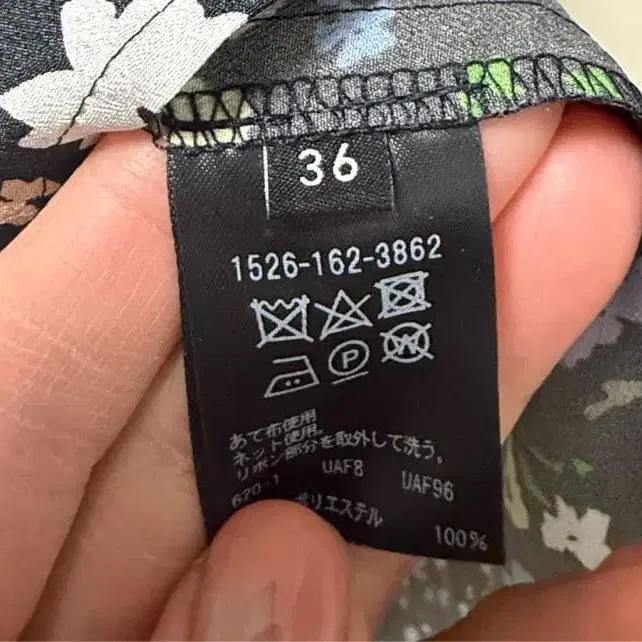 36
1526-162-3862
P
W
あて布使用
ネット使用。
リボン部分を取外して洗う。
UAF8 UAF96
620-1
ポリエステル
100%